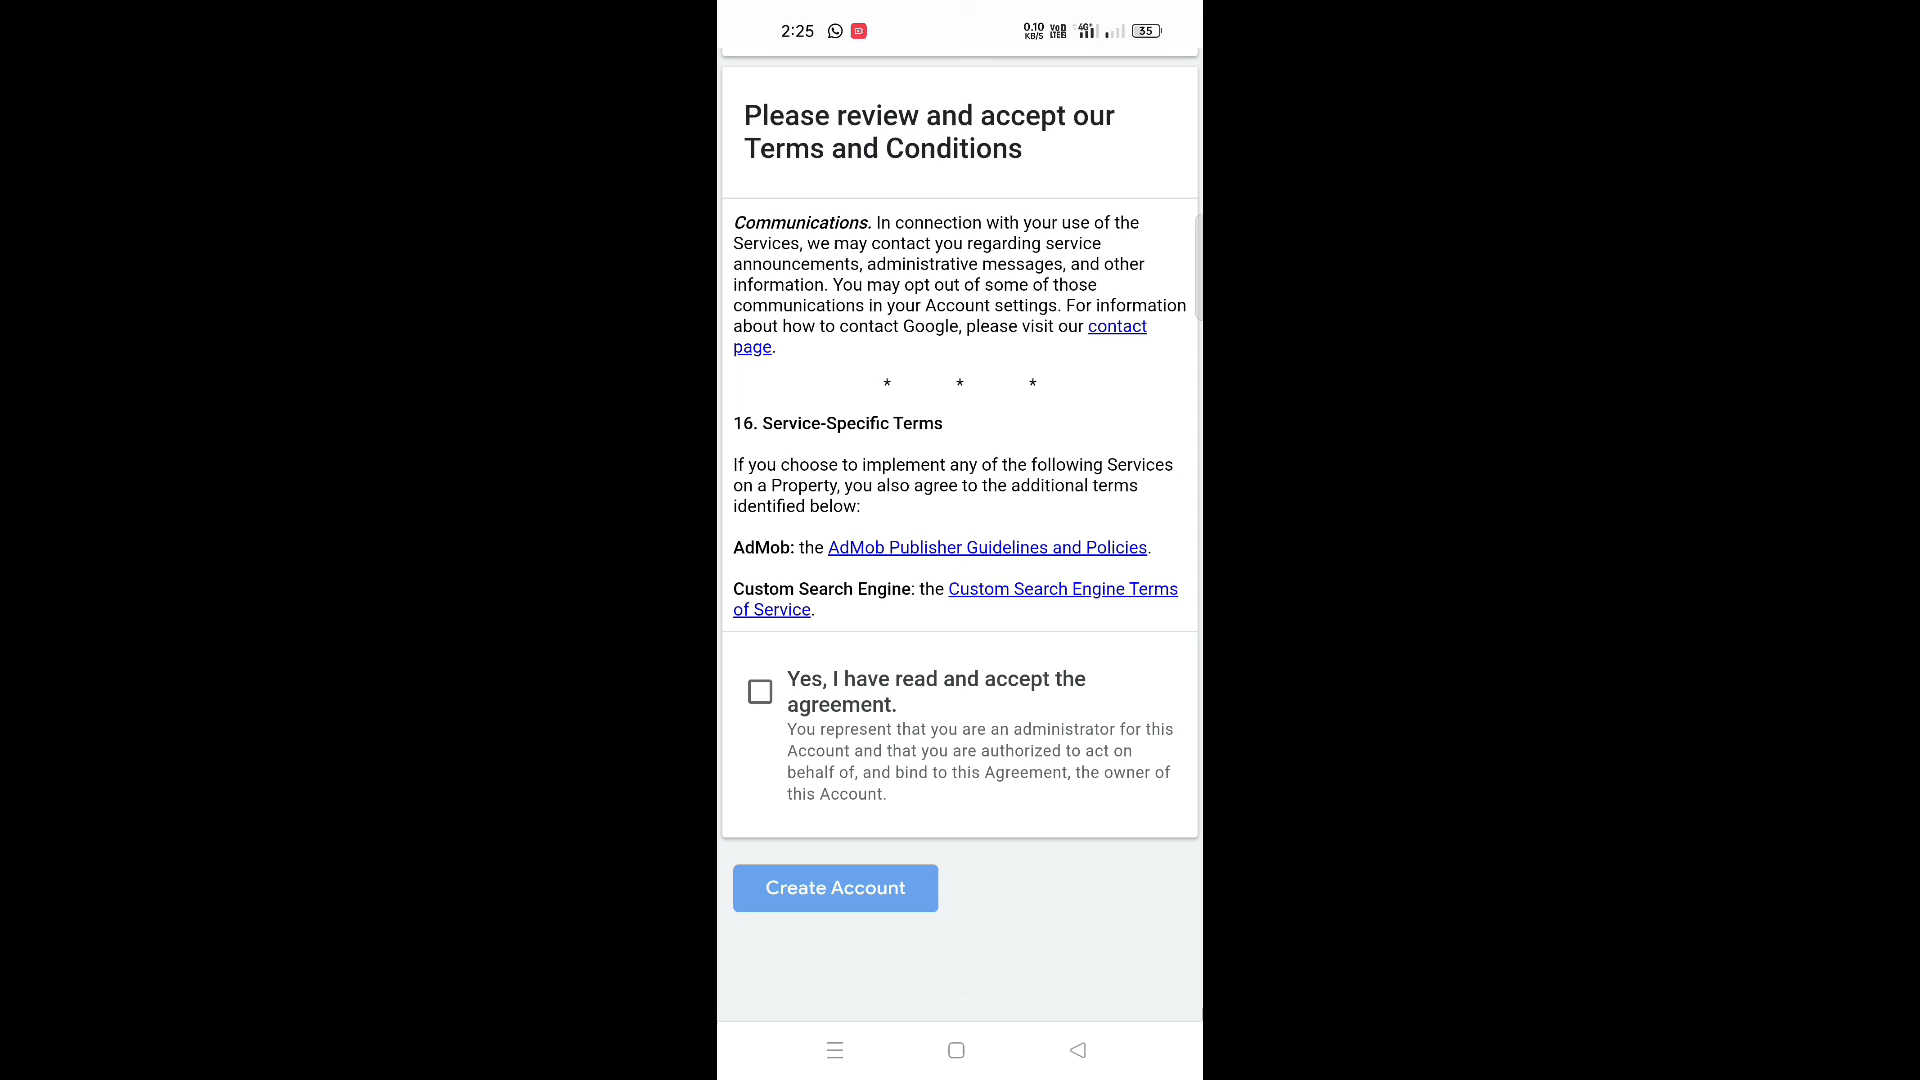 2:25
0.10
KB/S
VoD
LTE
4G+
35
Please review and accept our
Terms and Conditions
Communications. In connection with your use of the
Services, we may contact you regarding service
announcements, administrative messages, and other
information. You may opt out of some of those
communications in your Account settings. For information
about how to contact Google, please visit our contact
page.
* * *
16. Service-Specific Terms
If you choose to implement any of the following Services
on a Property, you also agree to the additional terms
identified below:
AdMob: the AdMob Publisher Guidelines and Policies.
Custom Search Engine: the Custom Search Engine Terms
of Service.
Yes, I have read and accept the
agreement.
You represent that you are an administrator for this
Account and that you are authorized to act on
behalf of, and bind to this Agreement, the owner of
this Account.
Create Account